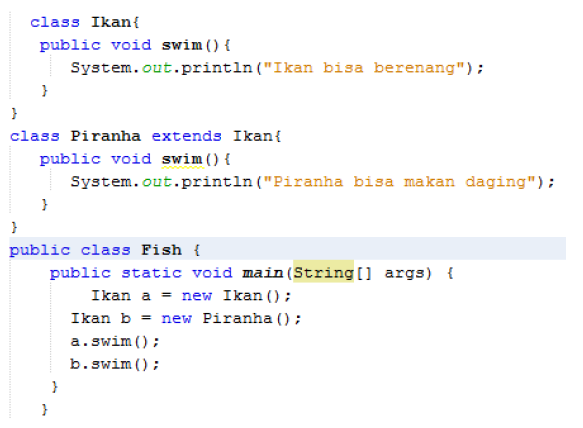 class Ikan{
public void swim(){
System.out.println("Ikan bisa berenang");
}
}
class Piranha extends Ikan{
public void swim(){
System.out.println("Piranha bisa makan daging");
}
}
public class Fish {
public static void main(String[] args) {
Ikan a = new Ikan();
Ikan b = new Piranha();
a.swim();
b.swim();
}
}